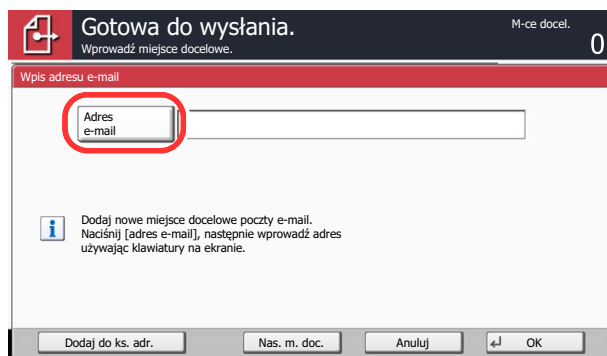 Gotowa do wysłania.
M-ce docel.
Wprowadź miejsce docelowe.
0
Wpis adresu e-mail
Adres
e-mail
Dodaj nowe miejsce docelowe poczty e-mail.
Naciśnij [adres e-mail], następnie wprowadź adres
używając klawiatury na ekranie.
Dodaj do ks. adr.
Nas. m. doc.
Anuluj
OK